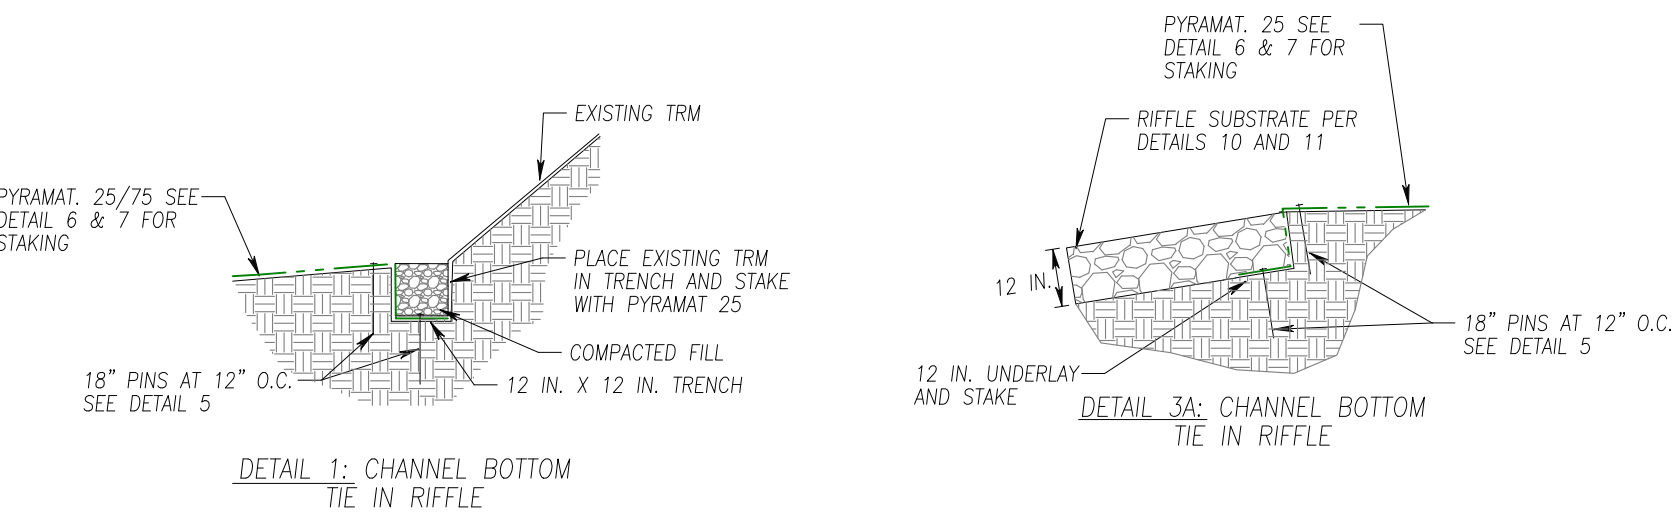 EXISTING TRM
PYRAMAT. 25/75 SEE
DETAIL 6 & 7 FOR
STAKING
PLACE EXISTING TRM
IN TRENCH AND STAKE
WITH PYRAMAT 25
COMPACTED FILL
18" PINS AT 12" O.C.
SEE DETAIL 5
12 IN. X 12 IN. TRENCH
DETAIL 1: CHANNEL BOTTOM
TIE IN RIFFLE
PYRAMAT. 25 SEE
DETAIL 6 & 7 FOR
STAKING
RIFFLE SUBSTRATE PER
DETAILS 10 AND 11
12 IN.
18" PINS AT 12" O.C.
SEE DETAIL 5
12 IN. UNDERLAY
AND STAKE
DETAIL 3A: CHANNEL BOTTOM
TIE IN RIFFLE